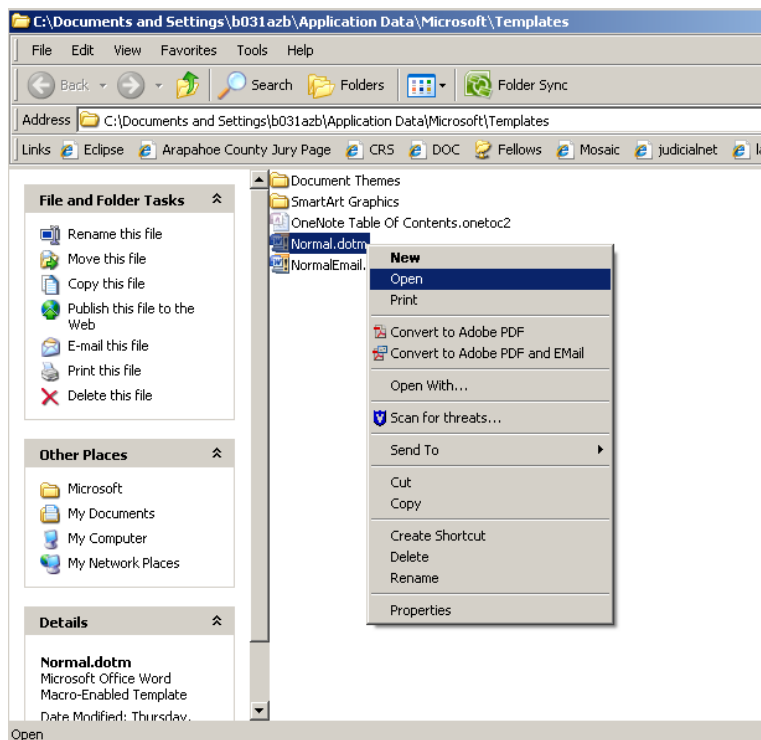 C:\Documents and Settings\b031azb\Application Data\Microsoft\Templates
File Edit View Favorites Tools Help
Back Search Folders Folder Sync
Address C:\Documents and Settings\b031azb\Application Data\Microsoft\Templates
Links Eclipse Arapahoe County Jury Page CRS DOC Fellows Mosaic judicialnet
File and Folder Tasks
Rename this file
Move this file
Copy this file
Publish this file to the
Web
E-mail this file
Print this file
Delete this file
Other Places
Microsoft
My Documents
My Computer
My Network Places
Details
Normal.dotm
Microsoft Office Word
Macro-Enabled Template
Date Modified: Thursday,
Document Themes
SmartArt Graphics
OneNote Table Of Contents.onetoc2
Normal.dotm
NormalEmail.
New
Open
Print
Convert to Adobe PDF
Convert to Adobe PDF and EMail
Open With...
Scan for threats...
Send To
Cut
Copy
Create Shortcut
Delete
Rename
Properties
Open